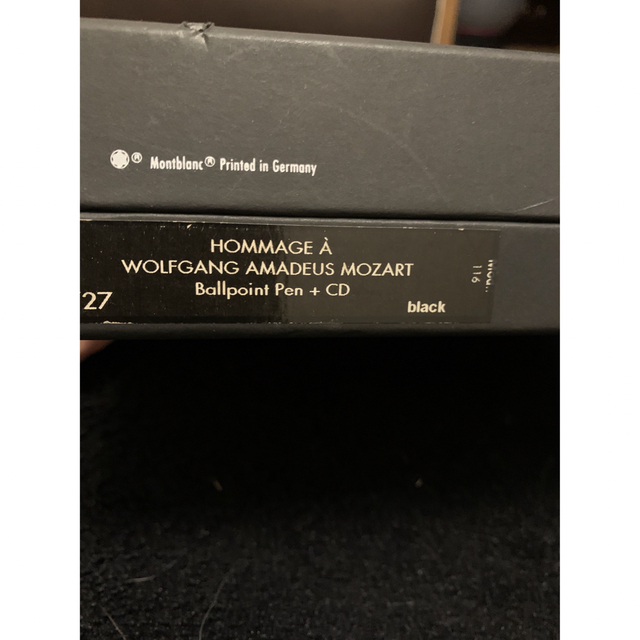 ® Montblanc® Printed in Germany
HOMMAGE À
WOLFGANG AMADEUS MOZART
Ballpoint Pen + CD
27
black
116